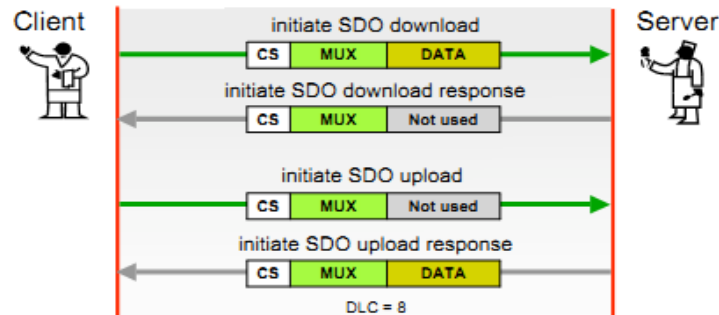 Client
Server
initiate SDO download
CS MUX DATA
initiate SDO download response
CS MUX Not used
initiate SDO upload
CS MUX Not used
initiate SDO upload response
CS MUX DATA
DLC = 8